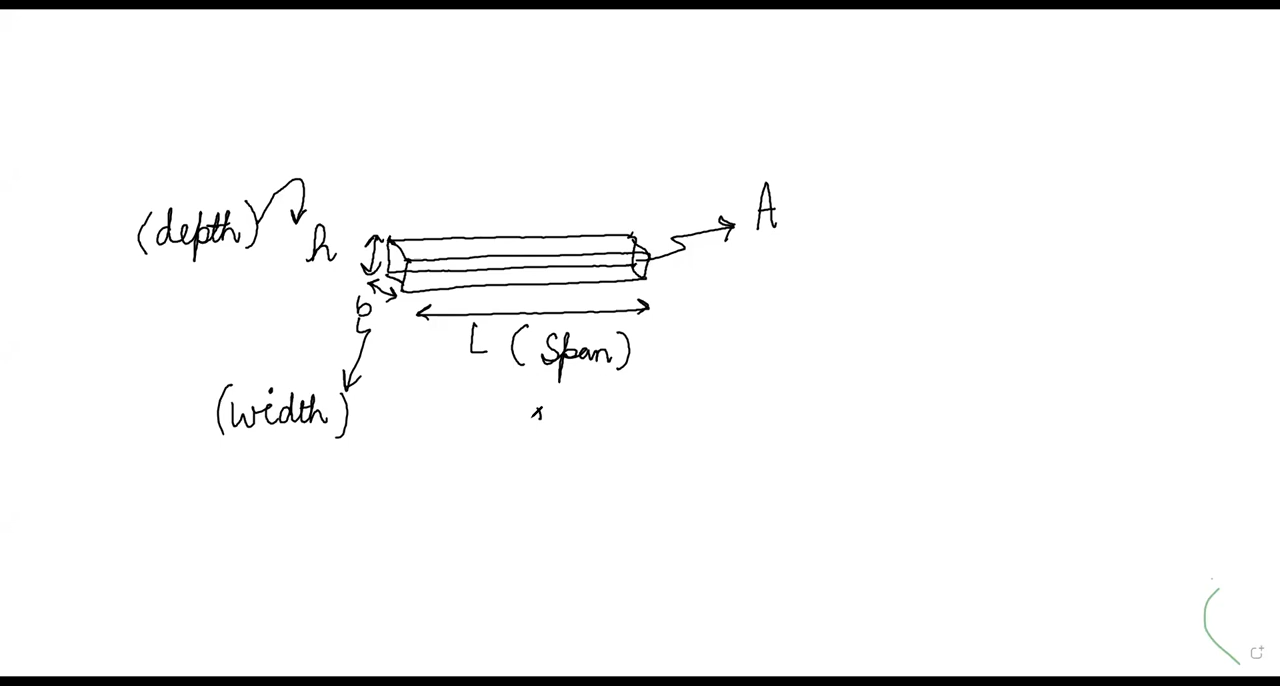 A
(depth)
h
b
L (span)
(width)